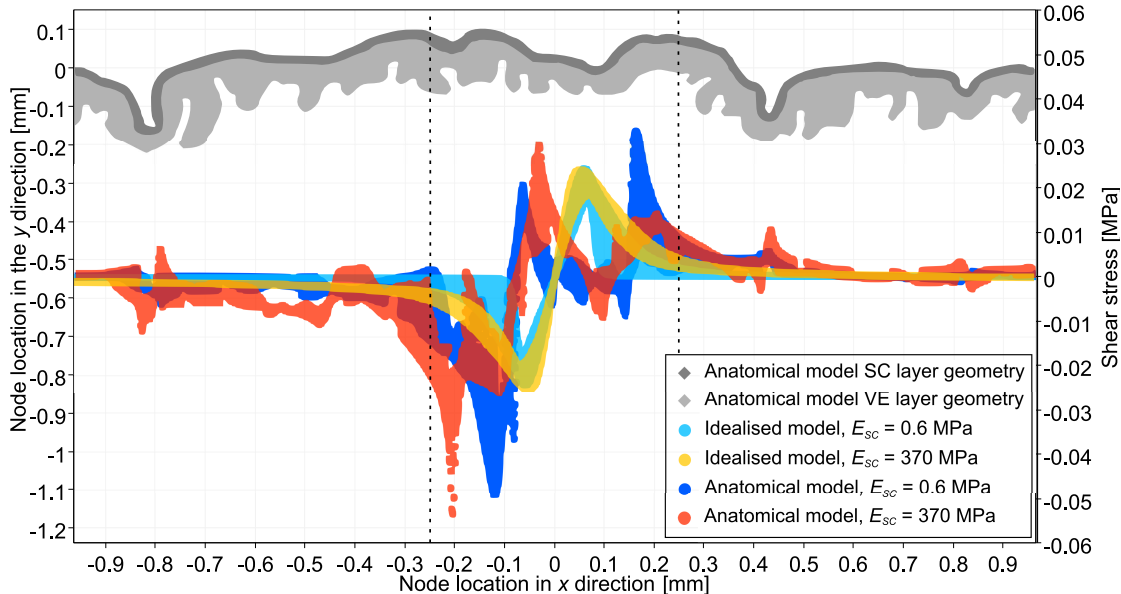 Node location in the y direction [mm]
0.1
0
-0.1
-0.2
-0.3
-0.4
-0.5
-0.6
-0.7
-0.8
-0.9
-1
-1.1
-1.2
0.06
0.05
0.04
0.03
0.02
0.01
0
-0.01
-0.02
-0.03
-0.04
-0.05
-0.06
Shear stress [MPa]
Anatomical model SC layer geometry
Anatomical model VE layer geometry
Idealised model, Esc = 0.6 MPa
Idealised model, Esc = 370 MPa
Anatomical model, Esc = 0.6 MPa
Anatomical model, Esc = 370 MPa
-0.9 -0.8 -0.7 -0.6 -0.5 -0.4 -0.3 -0.2 -0.1 0 0.1 0.2 0.3 0.4 0.5 0.6 0.7 0.8 0.9
Node location in x direction [mm]